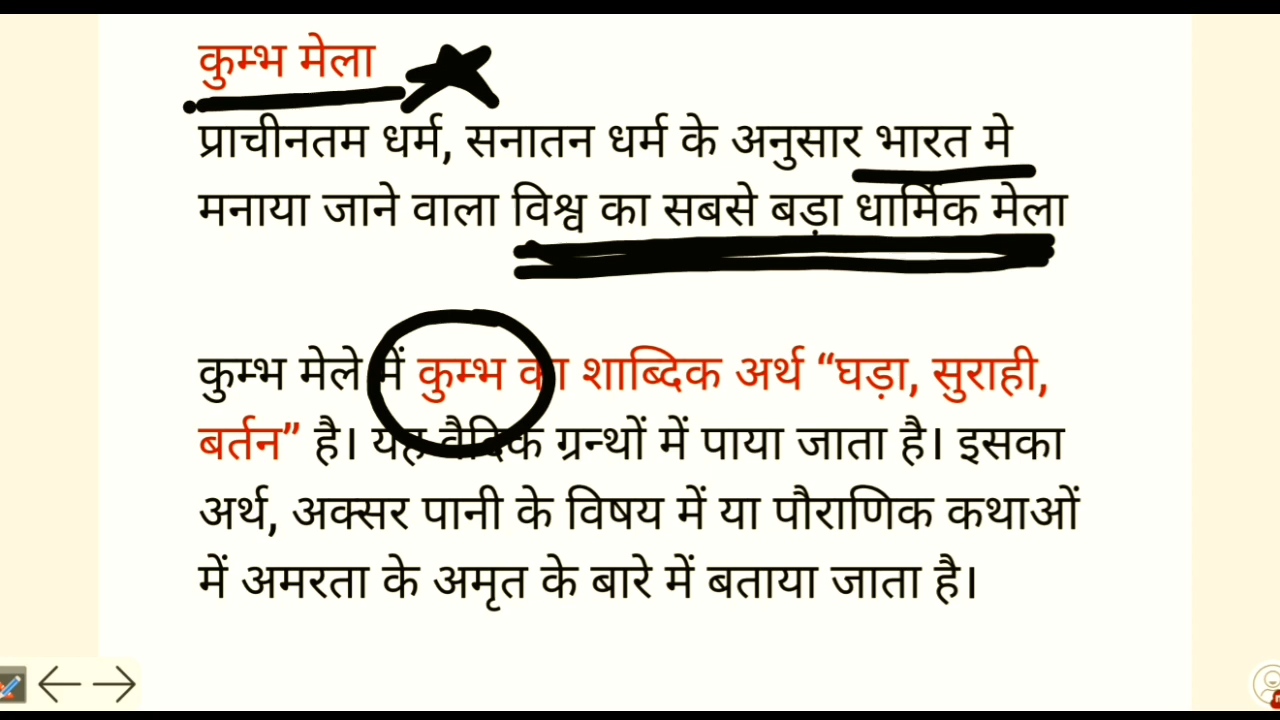 कुम्भ मेला
प्राचीनतम धर्म, सनातन धर्म के अनुसार भारत मे
मनाया जाने वाला विश्व का सबसे बड़ा धार्मिक मेला
कुम्भ मेले में कुम्भ का शाब्दिक अर्थ “घड़ा, सुराही,
बर्तन” है। यह वैदिक ग्रन्थों में पाया जाता है। इसका
अर्थ, अक्सर पानी के विषय में या पौराणिक कथाओं
में अमरता के अमृत के बारे में बताया जाता है।